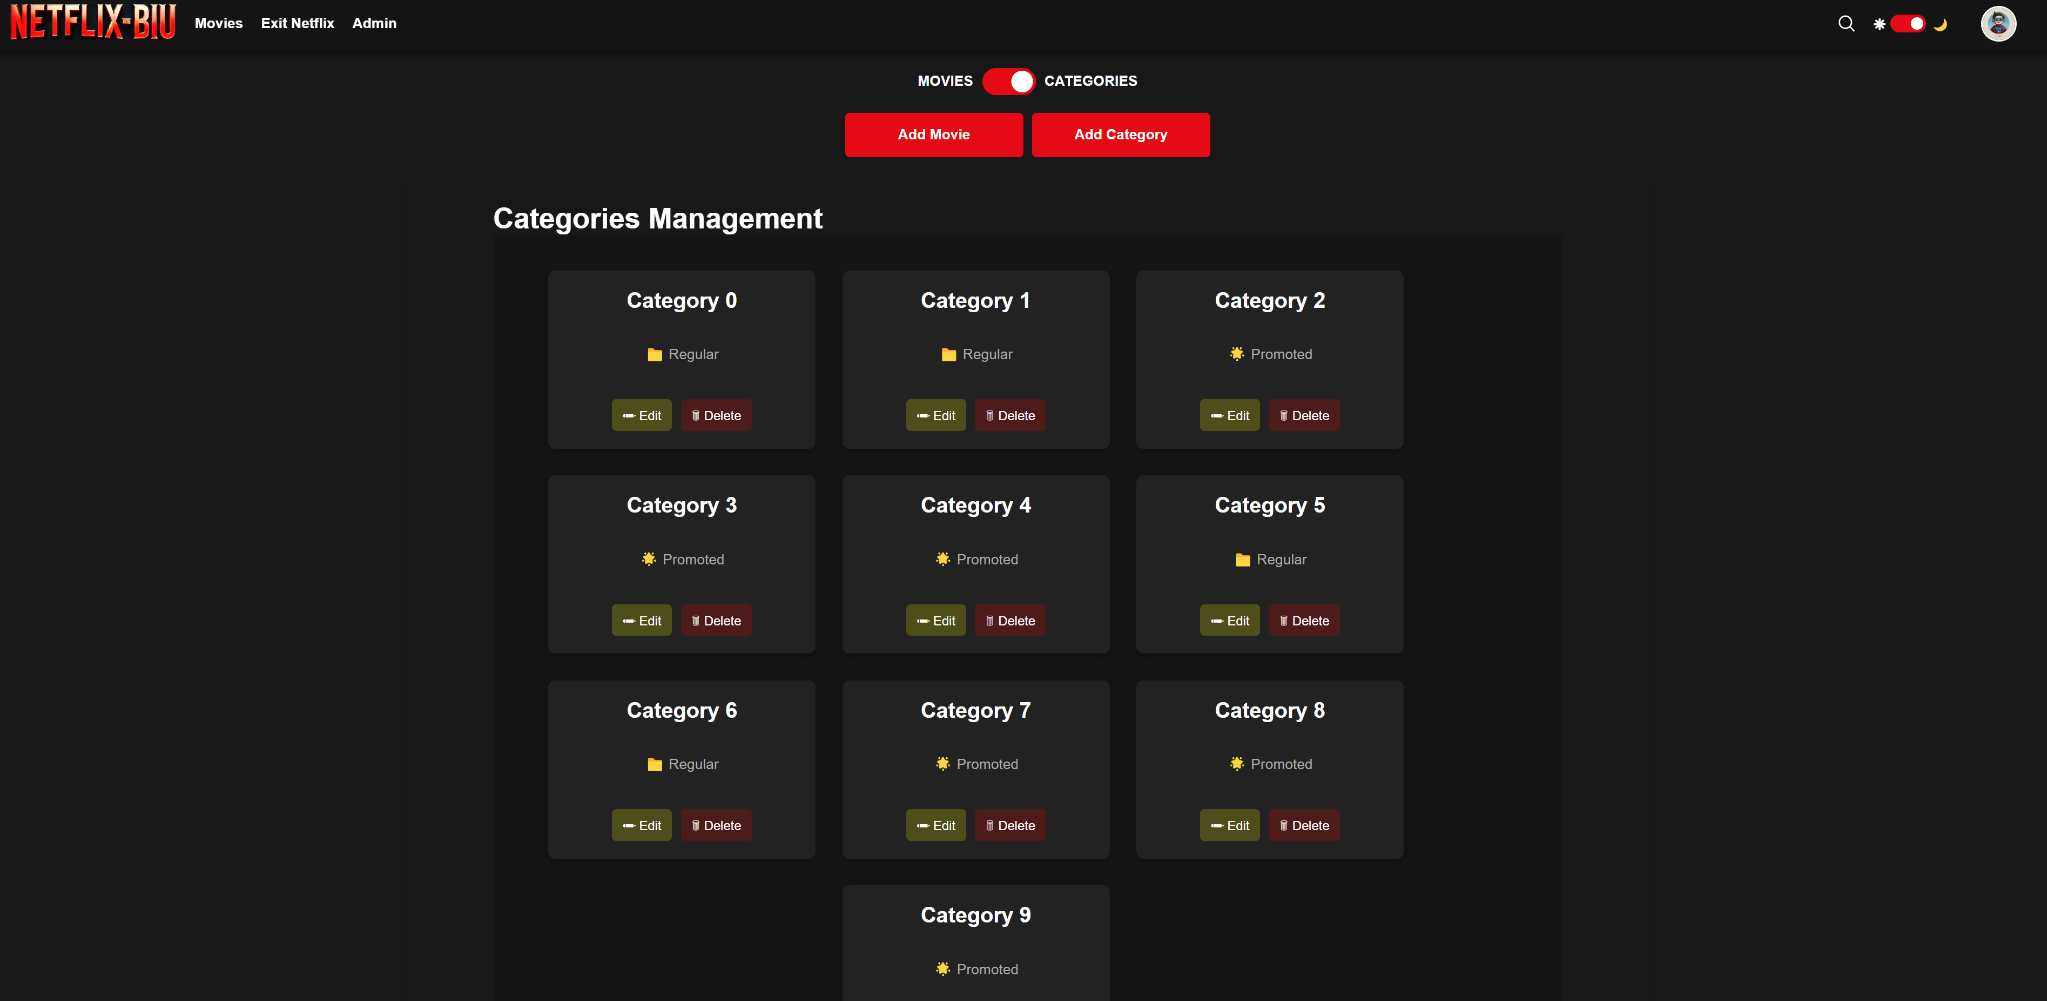 NETFLIX-BIU Movies Exit Netflix Admin
MOVIES CATEGORIES
Add Movie Add Category
Categories Management
Category 0 Category 1 Category 2
Regular Regular Promoted
Edit Delete Edit Delete Edit Delete
Category 3 Category 4 Category 5
Promoted Promoted Regular
Edit Delete Edit Delete Edit Delete
Category 6 Category 7 Category 8
Regular Promoted Promoted
Edit Delete Edit Delete Edit Delete
Category 9
Promoted